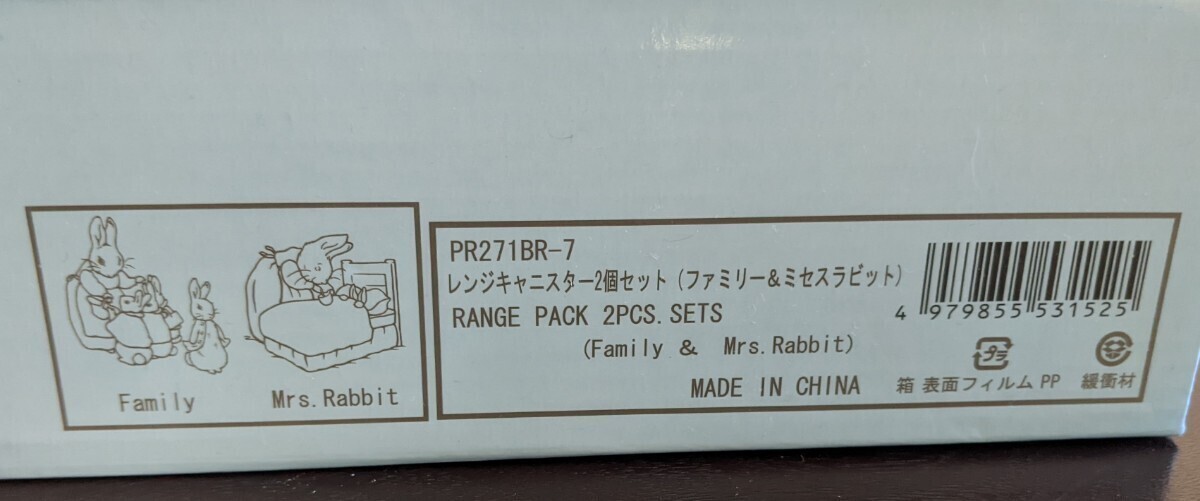 Family
Mrs.Rabbit
PR271BR-7
レンジキャニスター2個セット(ファミリー&ミセスラビット)
RANGE PACK 2PCS.SETS
(Family & Mrs.Rabbit)
MADE IN CHINA
4 979855 531525
プラ
箱 表面フィルム PP
緩衝材